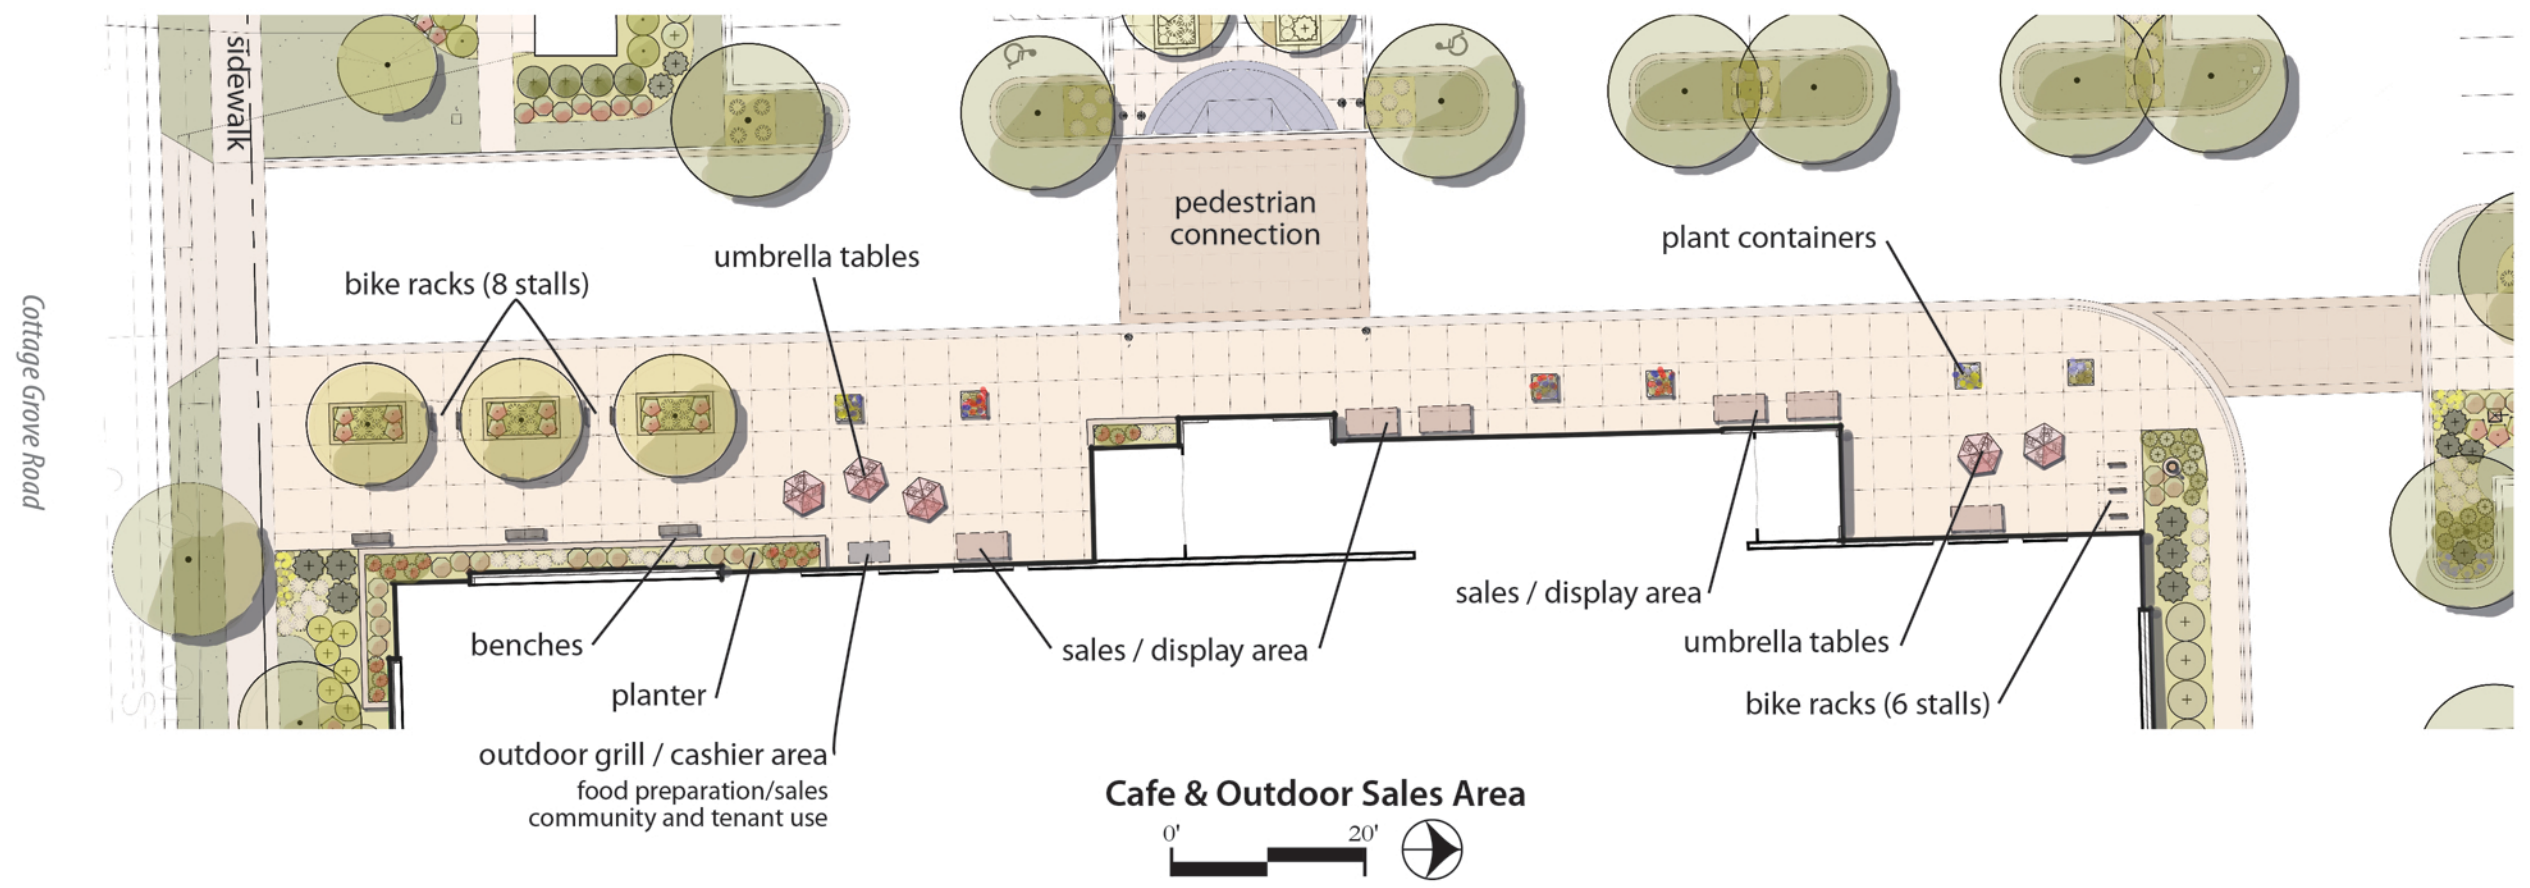 sidewalk
Cottage Grove Road
pedestrian
connection
plant containers
umbrella tables
bike racks (8 stalls)
sales / display area
benches
sales / display area
umbrella tables
planter
bike racks (6 stalls)
outdoor grill / cashier area
food preparation/sales
community and tenant use
Cafe & Outdoor Sales Area
0' 20'